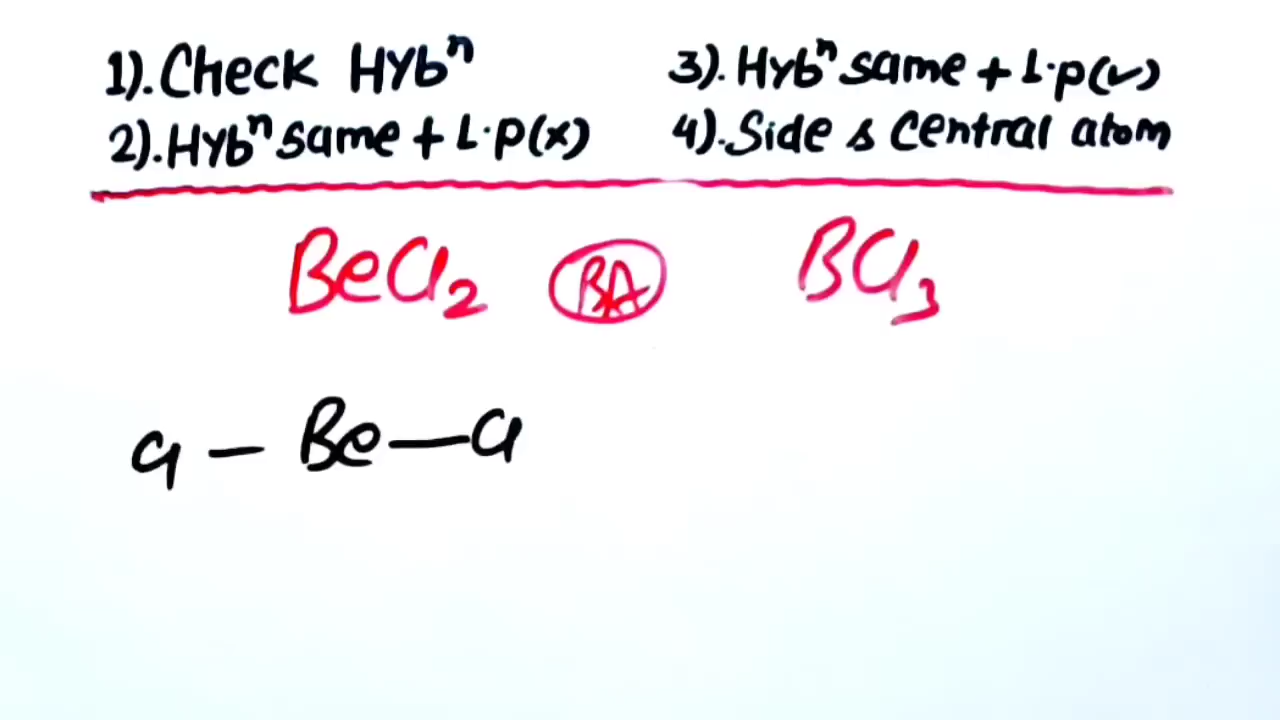 1). Check HYbⁿ
2). HYbⁿ same + L.P(x)
3). HYbⁿ same + L.P(✓)
4). Side & Central atom
BeCl₂ BA BCl₃
Cl — Be — Cl